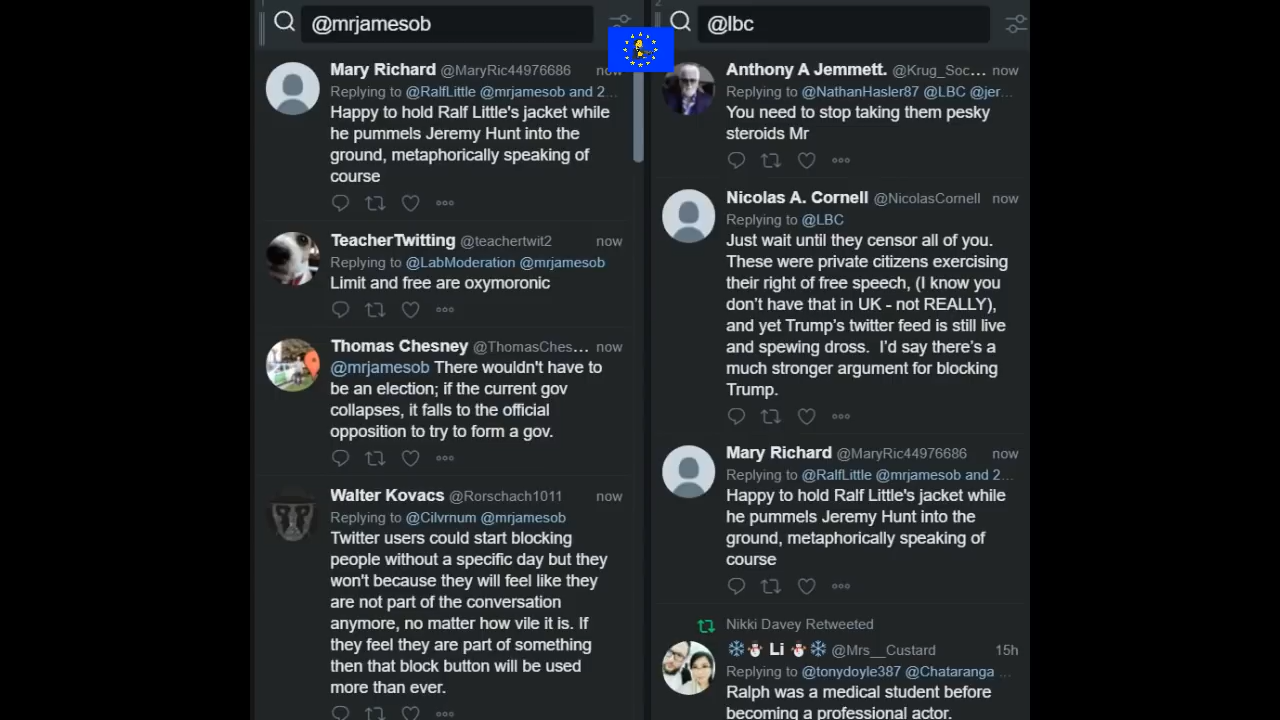 1
@mrjamesob
Mary Richard @MaryRic44976686 now
Replying to @RalfLittle @mrjamesob and 2...
Happy to hold Ralf Little's jacket while
he pummels Jeremy Hunt into the
ground, metaphorically speaking of
course
TeacherTwitting @teachertwit2 now
Replying to @LabModeration @mrjamesob
Limit and free are oxymoronic
Thomas Chesney @ThomasChes... now
@mrjamesob There wouldn't have to
be an election; if the current gov
collapses, it falls to the official
opposition to try to form a gov.
Walter Kovacs @Rorschach1011 now
Replying to @Cilvrnum @mrjamesob
Twitter users could start blocking
people without a specific day but they
won't because they will feel like they
are not part of the conversation
anymore, no matter how vile it is. If
they feel they are part of something
then that block button will be used
more than ever.
2
@lbc
Anthony A Jemmett. @Krug_Soc... now
Replying to @NathanHasler87 @LBC @jer...
You need to stop taking them pesky
steroids Mr
Nicolas A. Cornell @NicolasCornell now
Replying to @LBC
Just wait until they censor all of you.
These were private citizens exercising
their right of free speech, (I know you
don't have that in UK - not REALLY),
and yet Trump's twitter feed is still live
and spewing dross. I'd say there's a
much stronger argument for blocking
Trump.
Mary Richard @MaryRic44976686 now
Replying to @RalfLittle @mrjamesob and 2...
Happy to hold Ralf Little's jacket while
he pummels Jeremy Hunt into the
ground, metaphorically speaking of
course
Nikki Davey Retweeted
❄️⛄ Li ⛄❄️ @Mrs__Custard 15h
Replying to @tonydoyle387 @Chataranga ...
Ralph was a medical student before
becoming a professional actor.